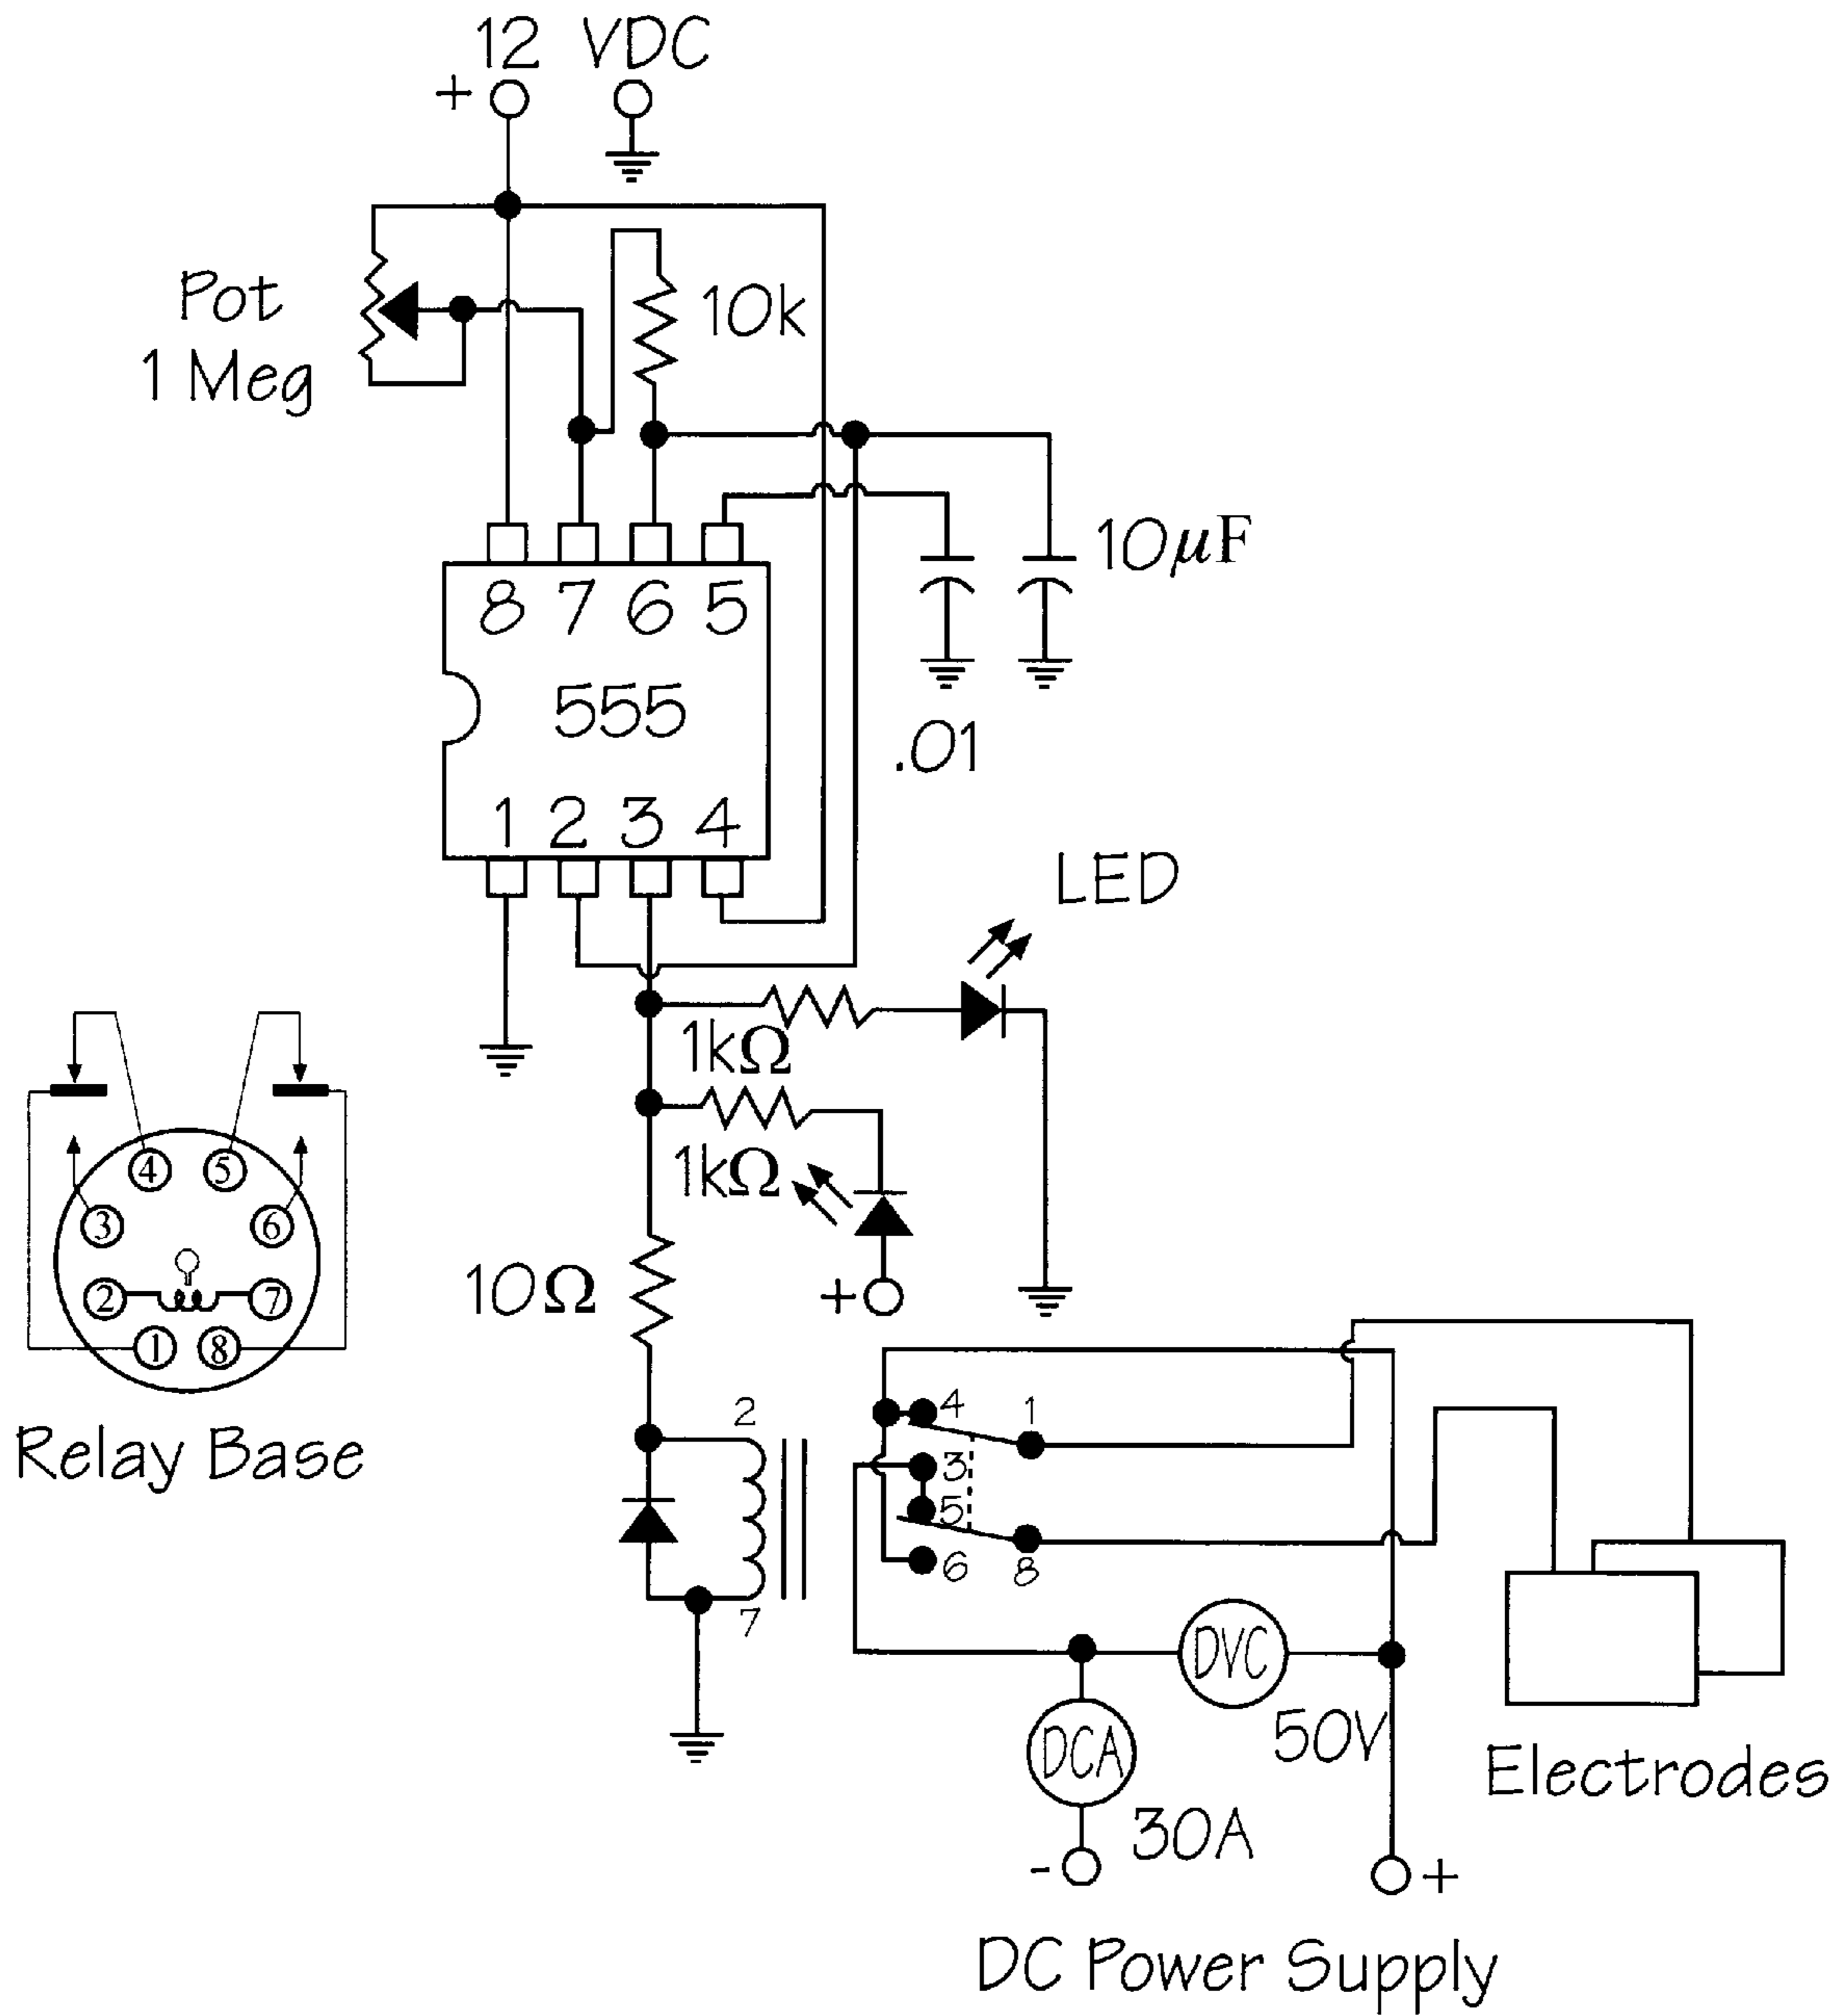 12 VDC
+
Pot
1 Meg
10k
10µF
8 7 6 5
555
.01
1 2 3 4
LED
1kΩ
1kΩ
10Ω
+
4 5
3 6
2 7
1 8
Relay Base
2
7
4 1
3
5
6 8
DVC
50V
DCA
30A
- +
Electrodes
DC Power Supply